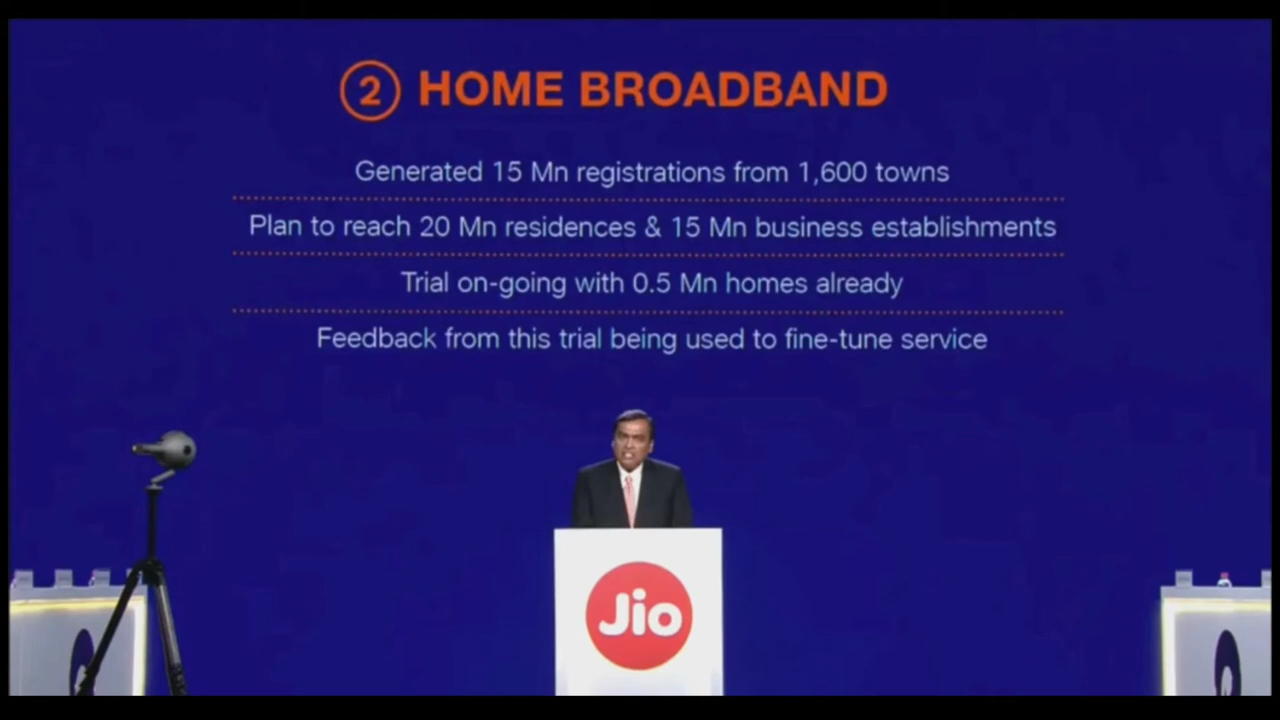 2 HOME BROADBAND
Generated 15 Mn registrations from 1,600 towns
Plan to reach 20 Mn residences & 15 Mn business establishments
Trial on-going with 0.5 Mn homes already
Feedback from this trial being used to fine-tune service
Jio